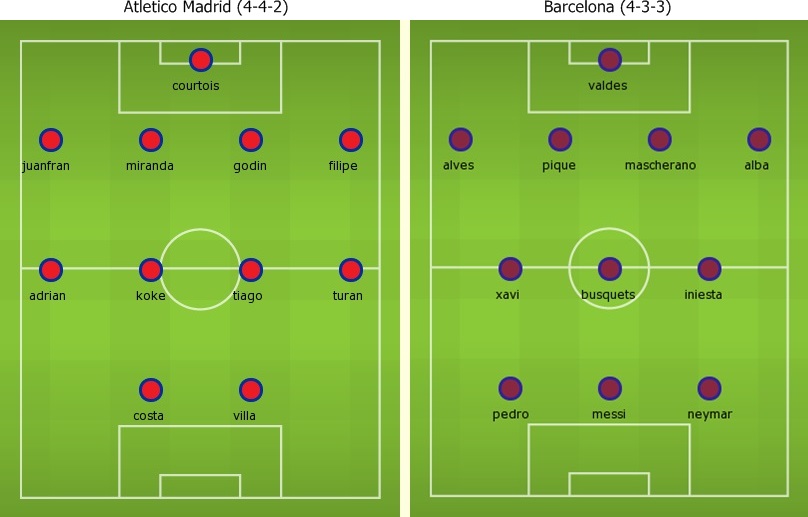 Atletico Madrid (4-4-2)
courtois
juanfran miranda godin filipe
adrian koke tiago turan
costa villa
Barcelona (4-3-3)
valdes
alves pique mascherano alba
xavi busquets iniesta
pedro messi neymar